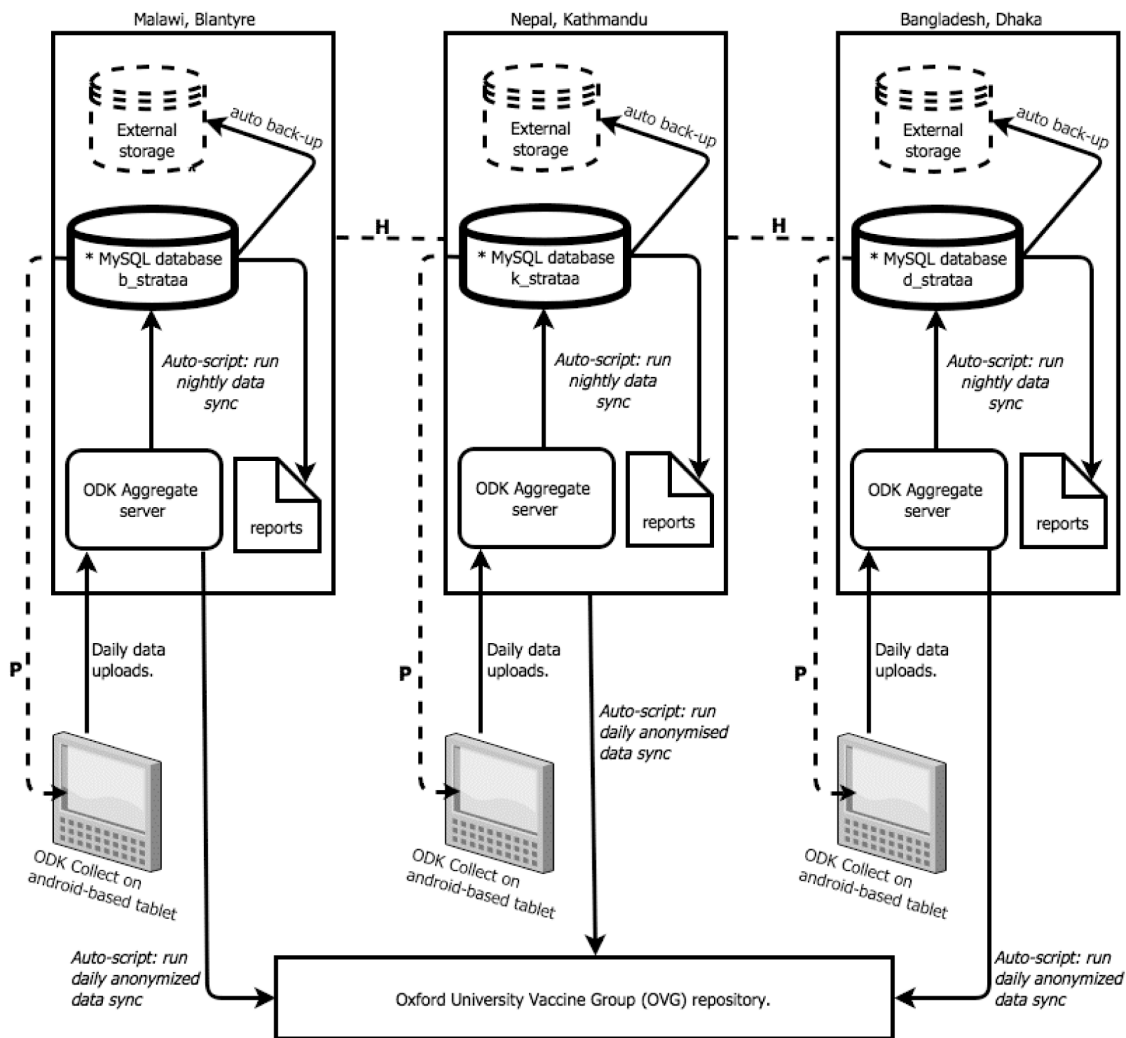 Malawi, Blantyre
Nepal, Kathmandu
Bangladesh, Dhaka
External
storage
auto back-up
External
storage
auto back-up
External
storage
auto back-up
H
H
* MySQL database
b_strataa
* MySQL database
k_strataa
* MySQL database
d_strataa
Auto-script: run
nightly data
sync
Auto-script: run
nightly data
sync
Auto-script: run
nightly data
sync
ODK Aggregate
server
reports
ODK Aggregate
server
reports
ODK Aggregate
server
reports
P
Daily data
uploads.
P
Daily data
uploads.
P
Daily data
uploads.
Auto-script: run
daily anonymised
data sync
ODK Collect on
android-based tablet
ODK Collect on
android-based tablet
ODK Collect on
android-based tablet
Auto-script: run
daily anonymized
data sync
Auto-script: run
daily anonymized
data sync
Oxford University Vaccine Group (OVG) repository.